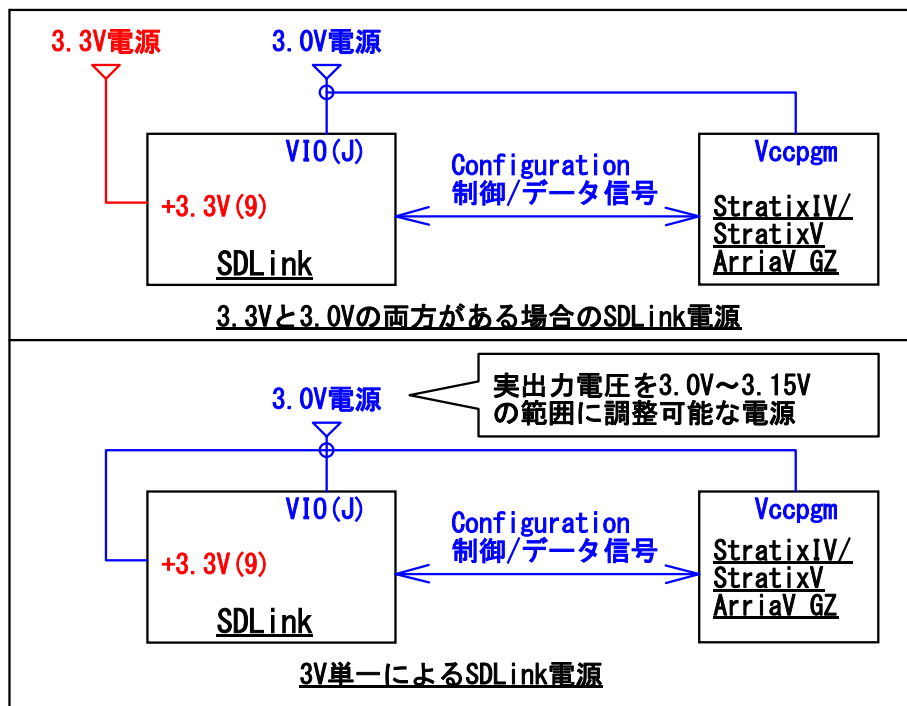 3.3V電源
3.0V電源
VIO(J)
Vccpgm
Configuration
制御/データ信号
+3.3V(9)
StratixIV/
StratixV
ArriaV GZ
SDLink
3.3Vと3.0Vの両方がある場合のSDLink電源
3.0V電源
実出力電圧を3.0V～3.15V
の範囲に調整可能な電源
VIO(J)
Vccpgm
Configuration
制御/データ信号
+3.3V(9)
StratixIV/
StratixV
ArriaV GZ
SDLink
3V単一によるSDLink電源